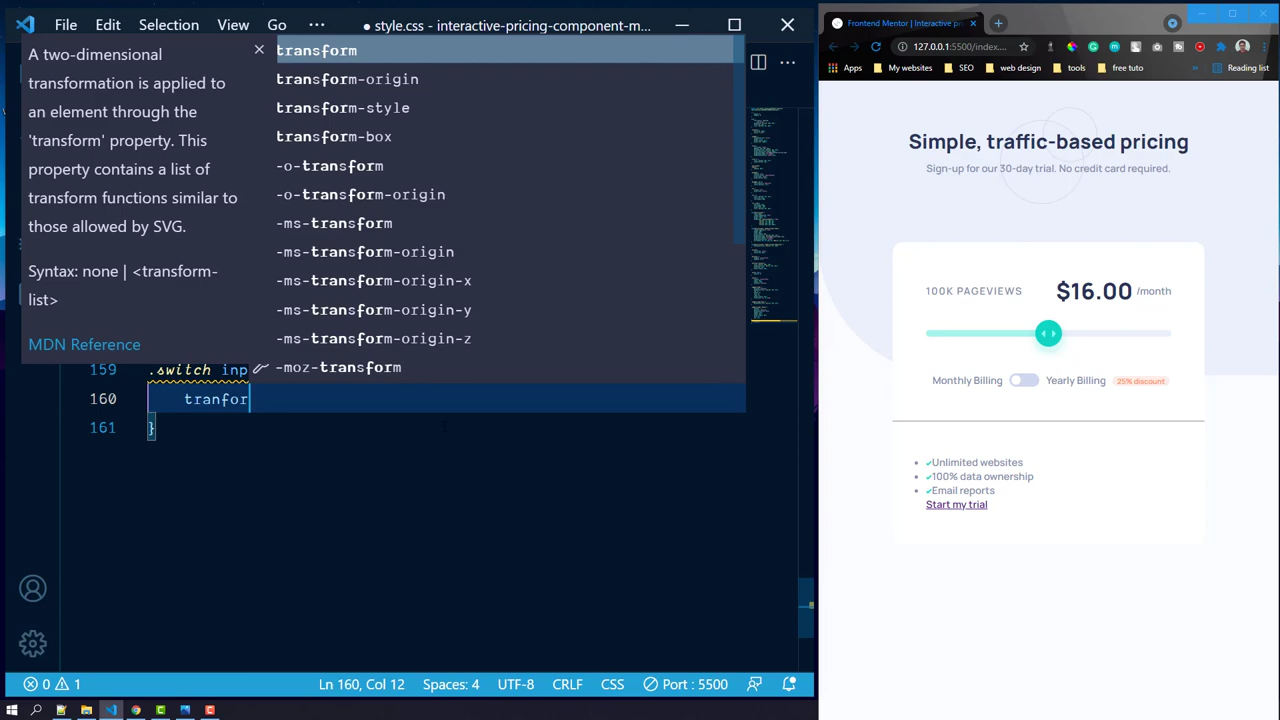 File Edit Selection View Go ··· ● style.css - interactive-pricing-component-m...
A two-dimensional
transformation is applied to
an element through the
'transform' property. This
property contains a list of
transform functions similar to
those allowed by SVG.
Syntax: none | <transform-
list>
MDN Reference
transform
transform-origin
transform-style
transform-box
-o-transform
-o-transform-origin
-ms-transform
-ms-transform-origin
-ms-transform-origin-x
-ms-transform-origin-y
-ms-transform-origin-z
-moz-transform
159 .switch inp
160 tranfor
161 }
0 1 Ln 160, Col 12 Spaces: 4 UTF-8 CRLF CSS Port : 5500
Frontend Mentor | Interactive pr
127.0.0.1:5500/index....
Apps My websites SEO web design tools free tuto » Reading list
Simple, traffic-based pricing
Sign-up for our 30-day trial. No credit card required.
100K PAGEVIEWS $16.00 /month
Monthly Billing Yearly Billing 25% discount
Unlimited websites
100% data ownership
Email reports
Start my trial